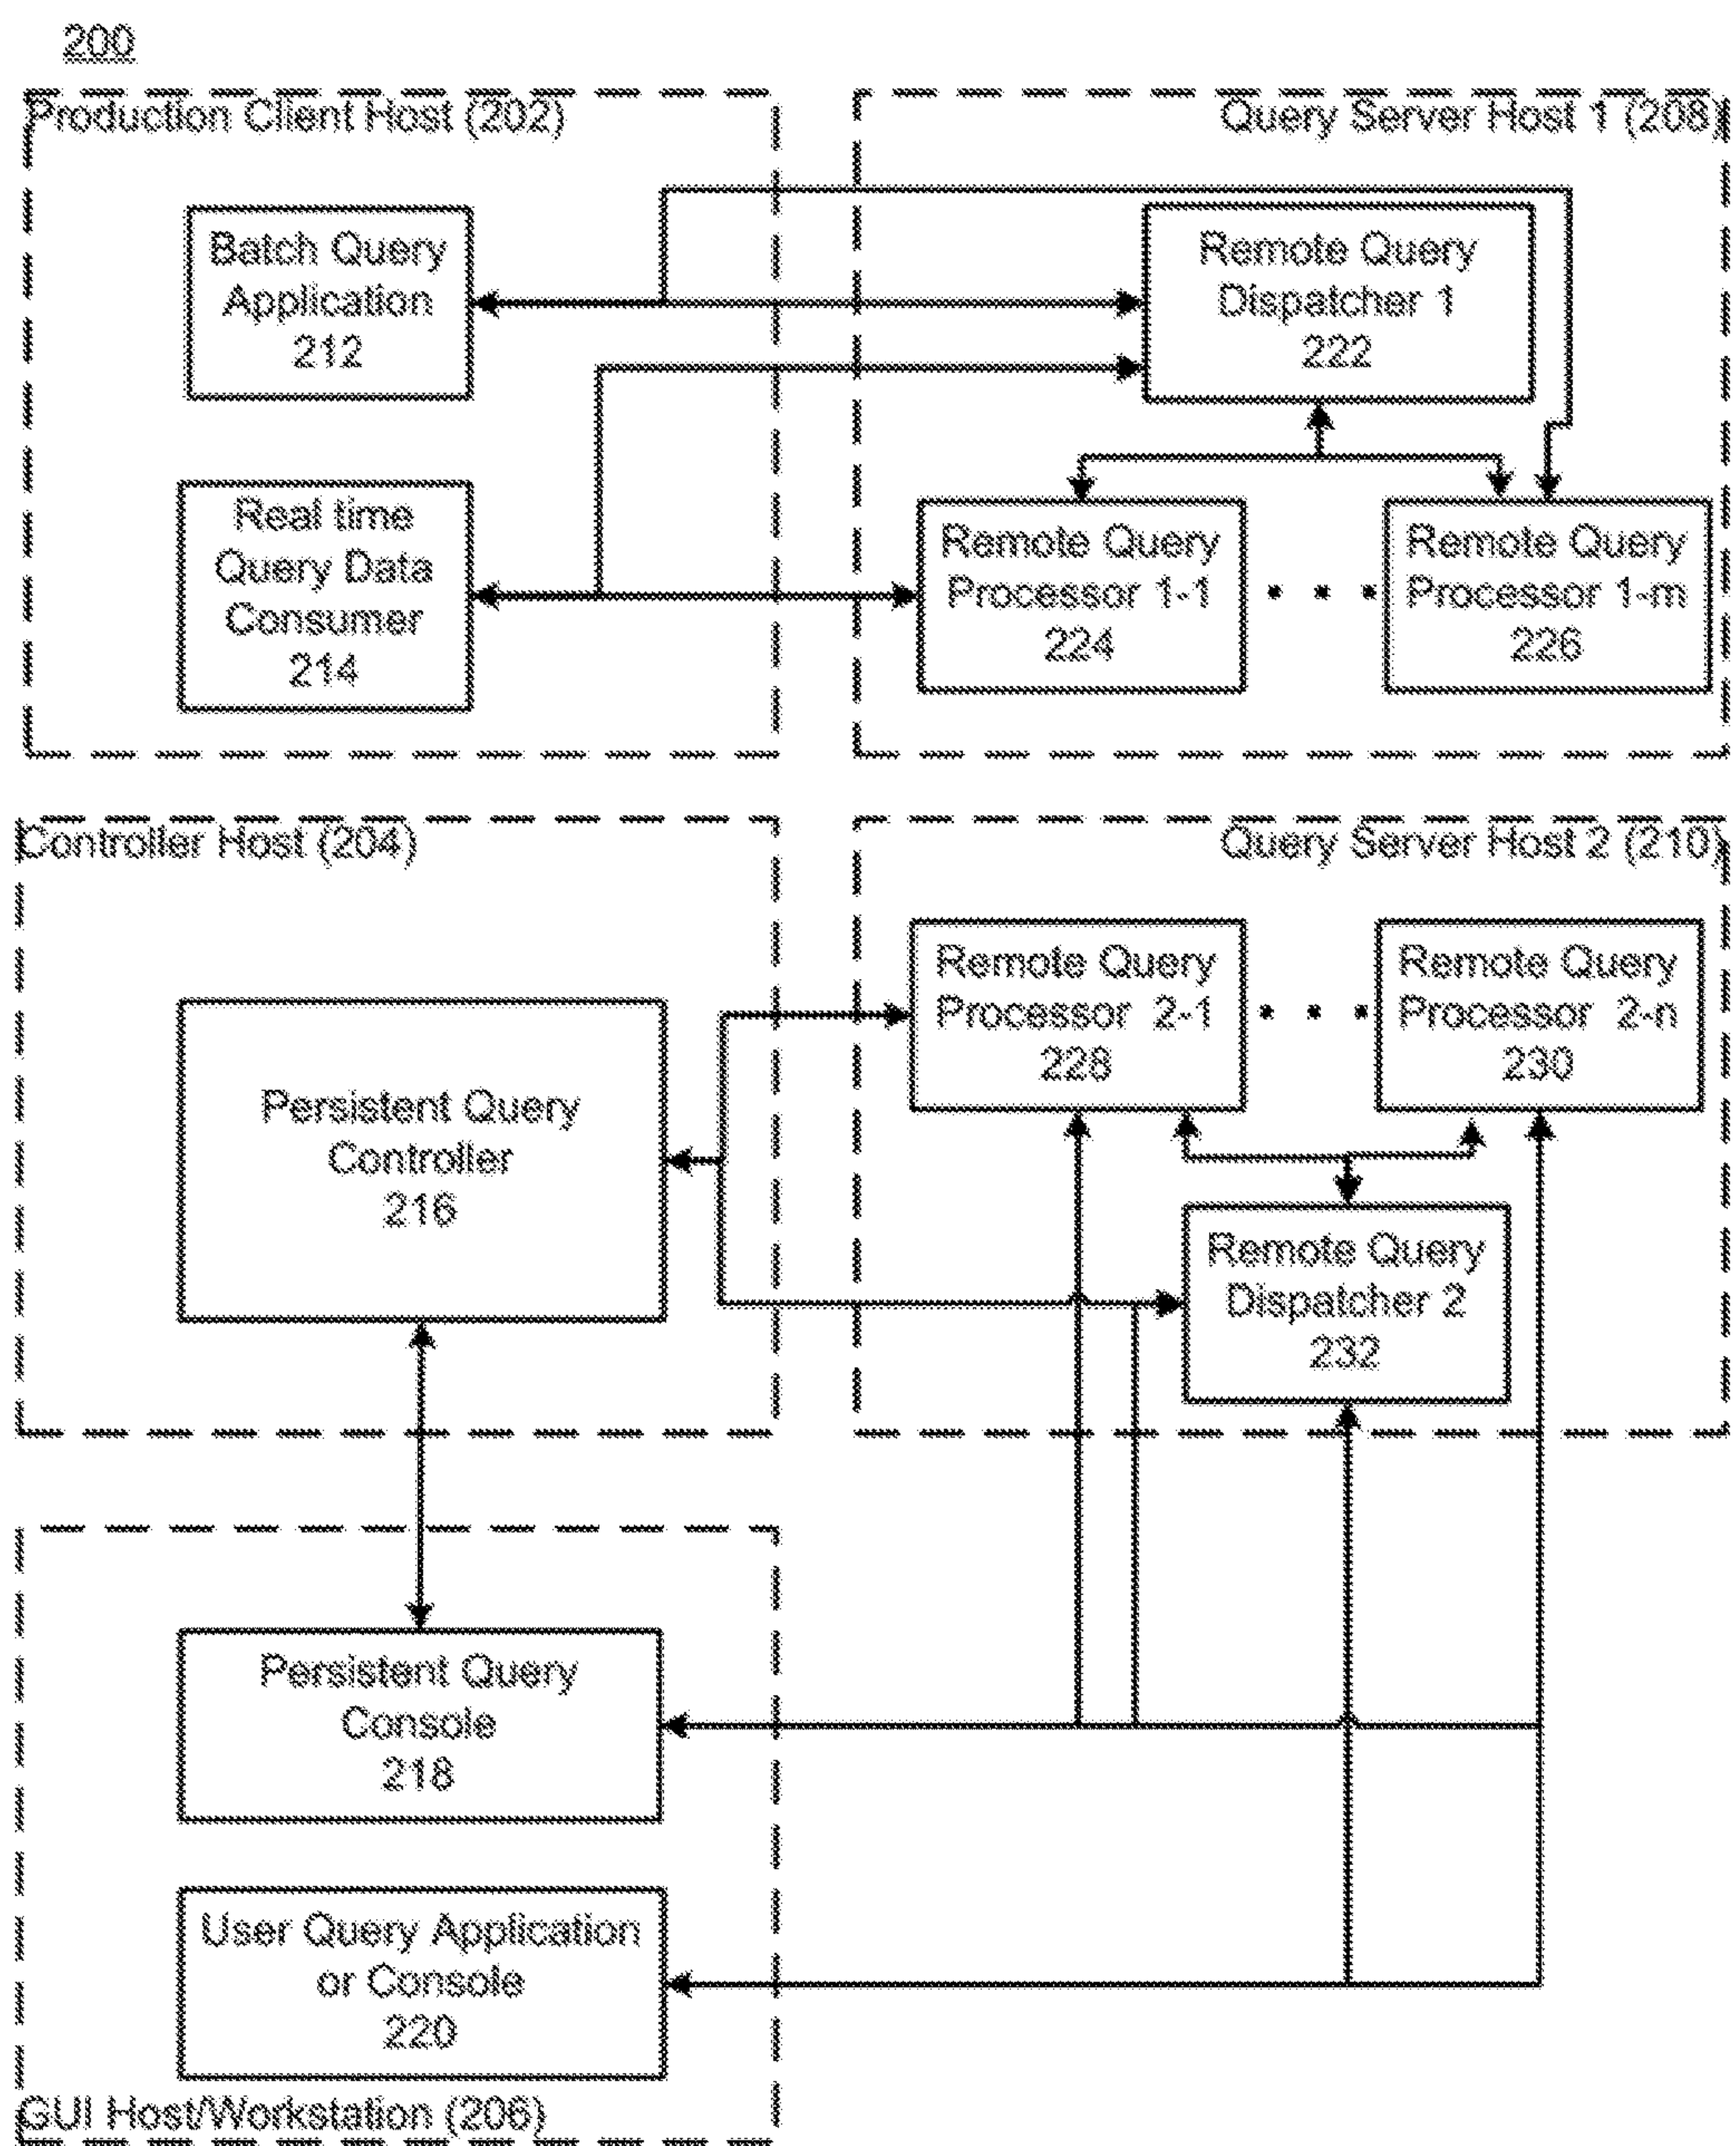 200
Production Client Host (202)
Query Server Host 1 (208)
Batch Query
Application
212
Remote Query
Dispatcher 1
222
Real time
Query Data
Consumer
214
Remote Query
Processor 1-1
224
Remote Query
Processor 1-m
226
Controller Host (204)
Query Server Host 2 (210)
Persistent Query
Controller
216
Remote Query
Processor 2-1
228
Remote Query
Processor 2-n
230
Remote Query
Dispatcher 2
232
Persistent Query
Console
218
User Query Application
or Console
220
GUI Host/Workstation (206)